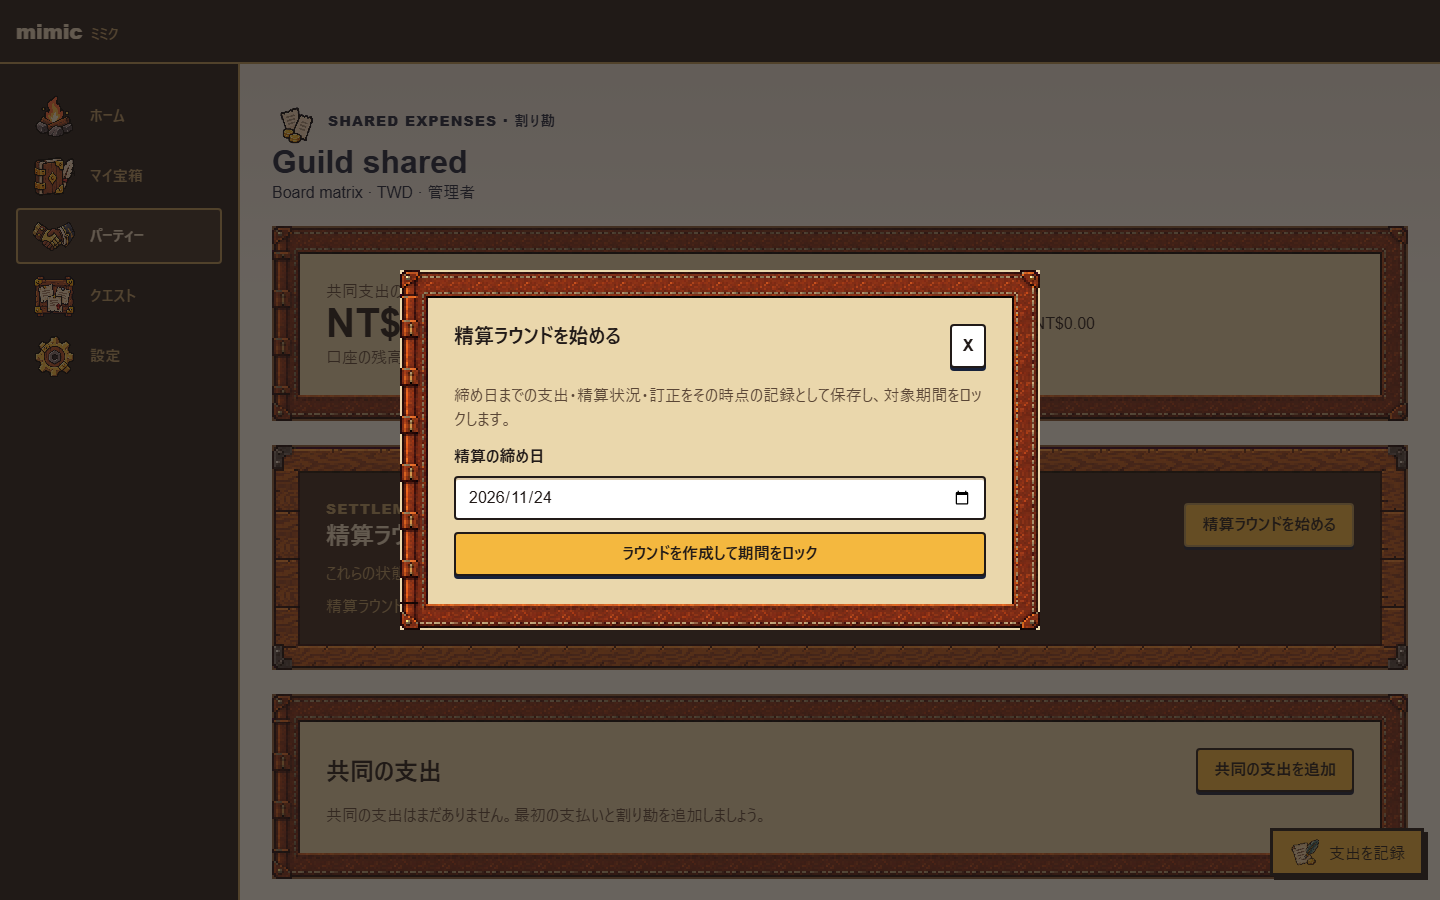 mimic ミミク
ホーム
マイ宝箱
パーティー
クエスト
設定
SHARED EXPENSES · 割り勘
Guild shared
Board matrix · TWD · 管理者
共同支出の
NT$
NT$0.00
口座の残高
精算ラウンドを始める
X
締め日までの支出・精算状況・訂正をその時点の記録として保存し、対象期間をロッ
クします。
精算の締め日
2026/11/24
ラウンドを作成して期間をロック
SETTLEM
精算ラウ
精算ラウンドを始める
これらの状態
精算ラウン
共同の支出
共同の支出を追加
共同の支出はまだありません。最初の支払いと割り勘を追加しましょう。
支出を記録